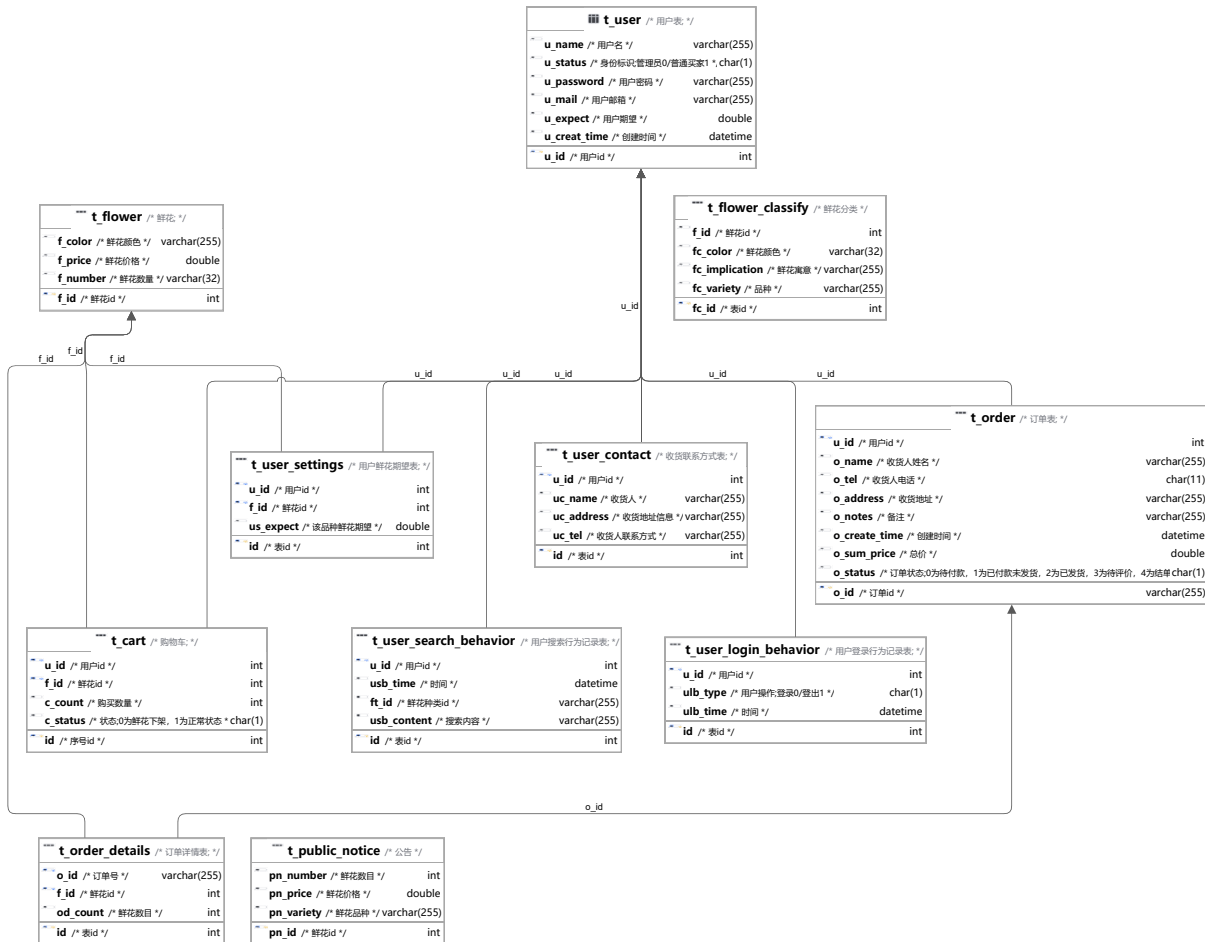 t_user /* 用户表; */
u_name /* 用户名 */ varchar(255)
u_status /* 身份标识;管理员0/普通买家1 *, char(1)
u_password /* 用户密码 */ varchar(255)
u_mail /* 用户邮箱 */ varchar(255)
u_expect /* 用户期望 */ double
u_creat_time /* 创建时间 */ datetime
u_id /* 用户id */ int
t_flower /* 鲜花; */
f_color /* 鲜花颜色 */ varchar(255)
f_price /* 鲜花价格 */ double
f_number /* 鲜花数量 */ varchar(32)
f_id /* 鲜花id */ int
t_flower_classify /* 鲜花分类 */
f_id /* 鲜花id */ int
fc_color /* 鲜花颜色 */ varchar(32)
fc_implication /* 鲜花寓意 */ varchar(255)
fc_variety /* 品种 */ varchar(255)
fc_id /* 表id */ int
u_id
f_id
f_id
f_id
u_id
u_id
u_id
u_id
u_id
t_user_settings /* 用户鲜花期望表; */
u_id /* 用户id */ int
f_id /* 鲜花id */ int
us_expect /* 该品种鲜花期望 */ double
id /* 表id */ int
t_user_contact /* 收货联系方式表; */
u_id /* 用户id */ int
uc_name /* 收货人 */ varchar(255)
uc_address /* 收货地址信息 */ varchar(255)
uc_tel /* 收货人联系方式 */ varchar(255)
id /* 表id */ int
t_order /* 订单表; */
u_id /* 用户id */ int
o_name /* 收货人姓名 */ varchar(255)
o_tel /* 收货人电话 */ char(11)
o_address /* 收货地址 */ varchar(255)
o_notes /* 备注 */ varchar(255)
o_create_time /* 创建时间 */ datetime
o_sum_price /* 总价 */ double
o_status /* 订单状态;0为待付款，1为已付款未发货，2为已发货，3为待评价，4为结单 char(1)
o_id /* 订单id */ varchar(255)
t_cart /* 购物车; */
u_id /* 用户id */ int
f_id /* 鲜花id */ int
c_count /* 购买数量 */ int
c_status /* 状态;0为鲜花下架，1为正常状态 * char(1)
id /* 序号id */ int
t_user_search_behavior /* 用户搜索行为记录表; */
u_id /* 用户id */ int
usb_time /* 时间 */ datetime
ft_id /* 鲜花种类id */ varchar(255)
usb_content /* 搜索内容 */ varchar(255)
id /* 表id */ int
t_user_login_behavior /* 用户登录行为记录表; */
u_id /* 用户id */ int
ulb_type /* 用户操作;登录0/登出1 */ char(1)
ulb_time /* 时间 */ datetime
id /* 表id */ int
o_id
t_order_details /* 订单详情表; */
o_id /* 订单号 */ varchar(255)
f_id /* 鲜花id */ int
od_count /* 鲜花数目 */ int
id /* 表id */ int
t_public_notice /* 公告 */
pn_number /* 鲜花数目 */ int
pn_price /* 鲜花价格 */ double
pn_variety /* 鲜花品种 */ varchar(255)
pn_id /* 鲜花id */ int